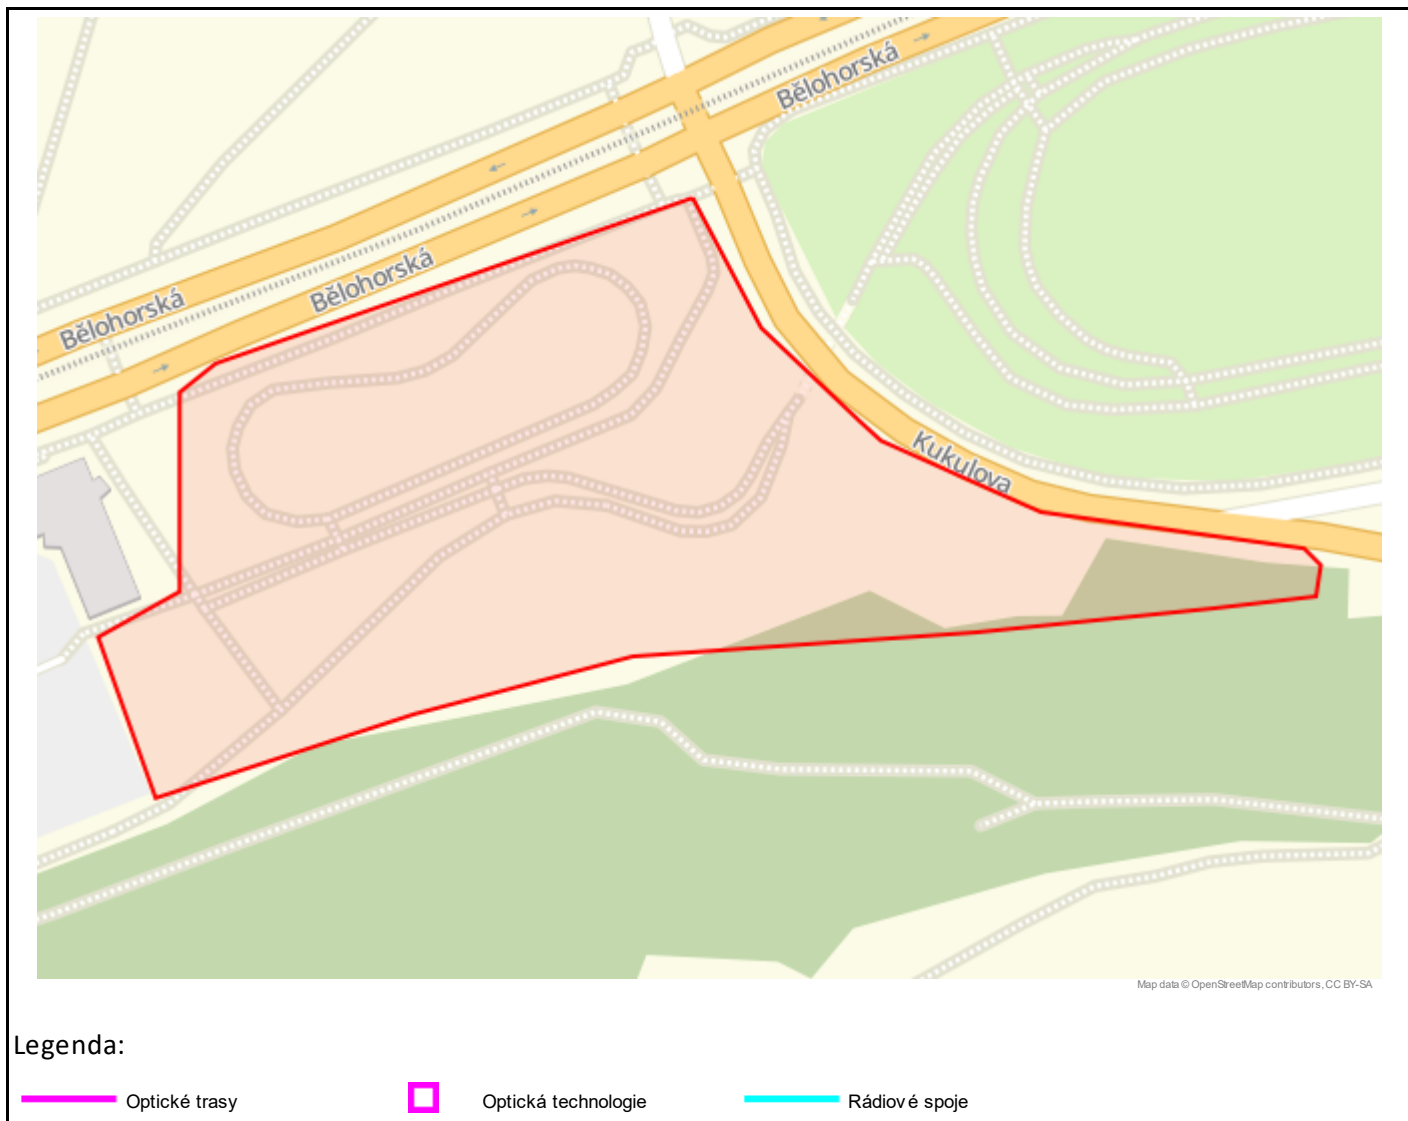 Bělohorská
Bělohorská
Bělohorská
Kukulova
Map data © OpenStreetMap contributors, CC BY-SA
Legenda:
Optické trasy
Optická technologie
Rádiové spoje